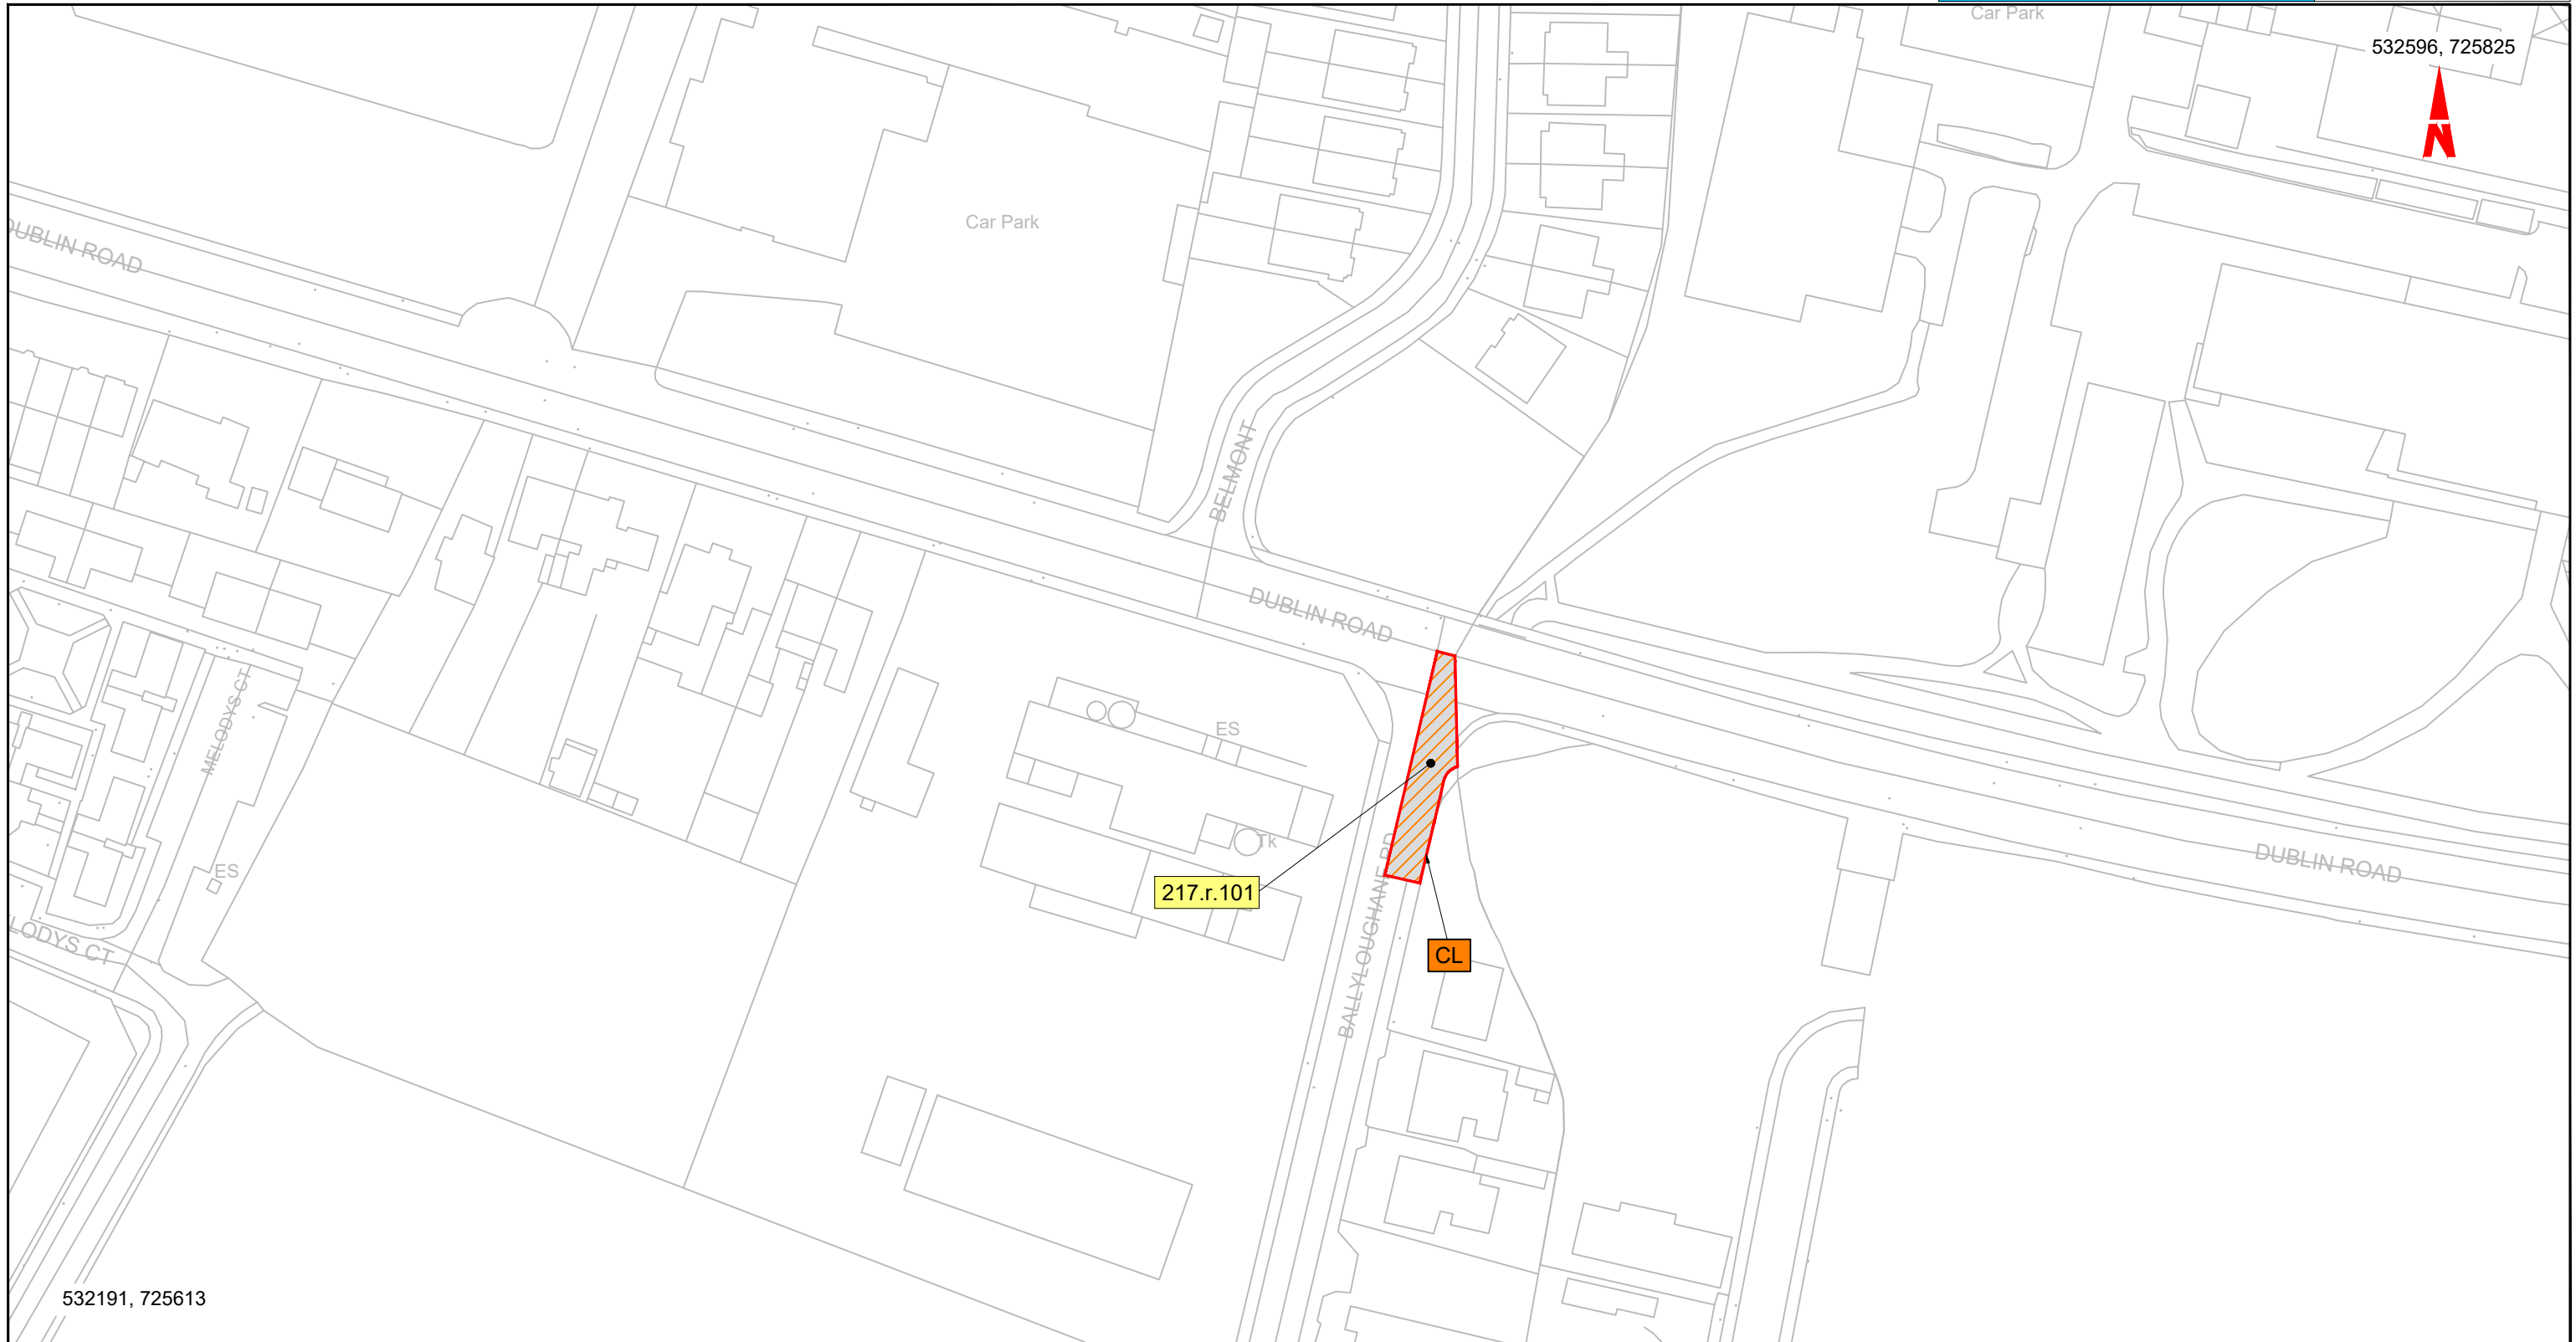 Car Park
532596, 725825
N
Car Park
DUBLIN ROAD
BELMONT
DUBLIN ROAD
MELODYS CT
ES
Tk
DUBLIN ROAD
ES
217.r.101
LODYS CT
CL
BALLYLOUGHANE RD
532191, 725613